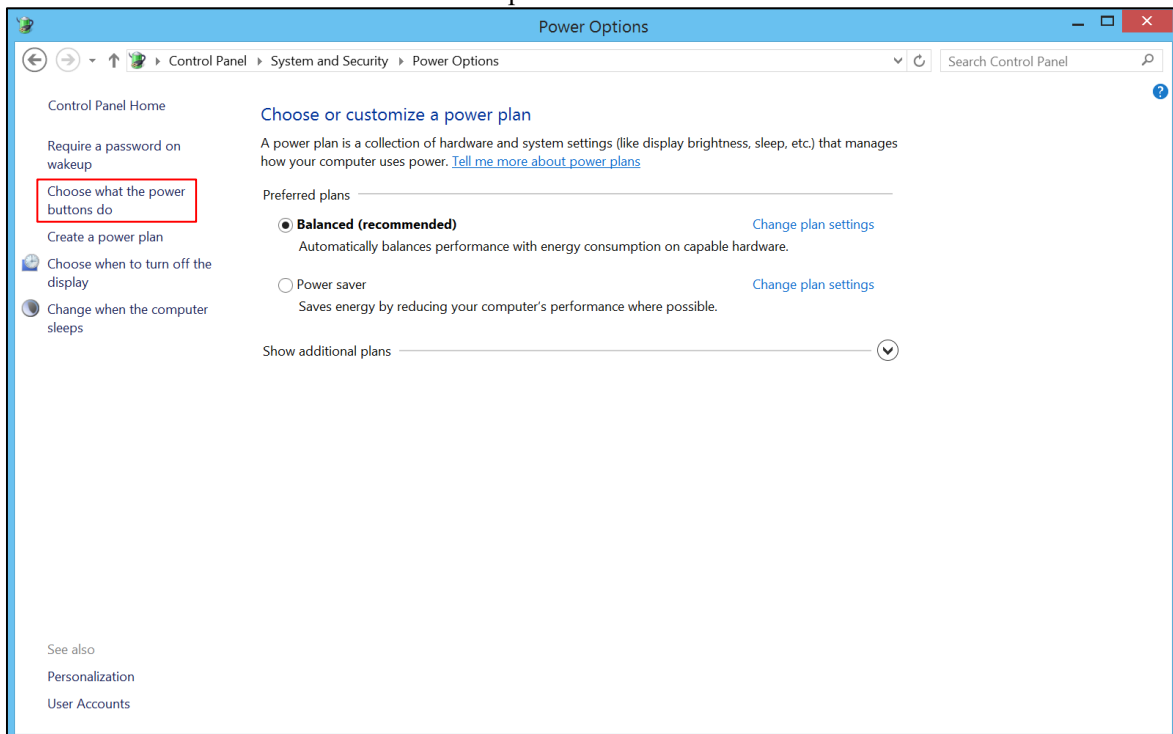 Power Options
Control Panel ▸ System and Security ▸ Power Options
Search Control Panel
Control Panel Home
Require a password on
wakeup
Choose what the power
buttons do
Create a power plan
Choose when to turn off the
display
Change when the computer
sleeps
Choose or customize a power plan
A power plan is a collection of hardware and system settings (like display brightness, sleep, etc.) that manages
how your computer uses power. Tell me more about power plans
Preferred plans
Balanced (recommended) Change plan settings
Automatically balances performance with energy consumption on capable hardware.
Power saver Change plan settings
Saves energy by reducing your computer's performance where possible.
Show additional plans
See also
Personalization
User Accounts